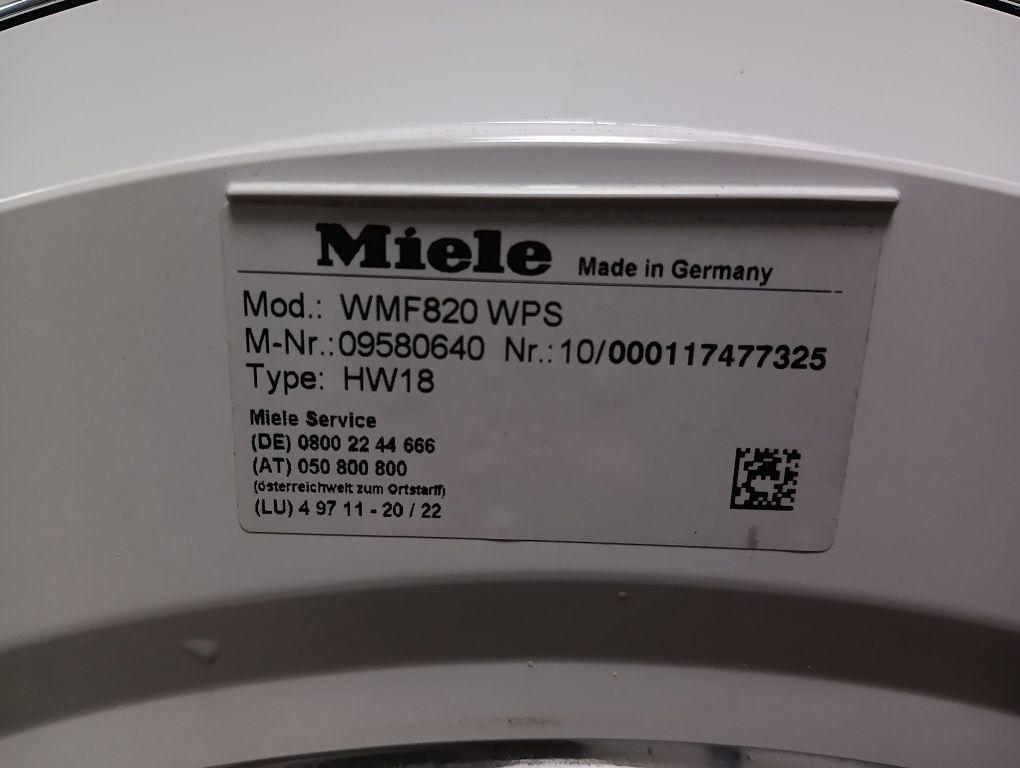 Miele Made in Germany
Mod.: WMF820 WPS
M-Nr.:09580640 Nr.:10/000117477325
Type: HW18
Miele Service
(DE) 0800 22 44 666
(AT) 050 800 800
(österreichweit zum Ortstarif)
(LU) 4 97 11 - 20 / 22